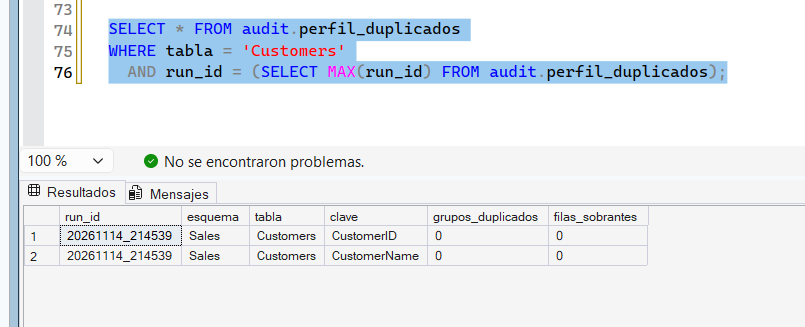 73
74 SELECT * FROM audit.perfil_duplicados
75 WHERE tabla = 'Customers'
76 AND run_id = (SELECT MAX(run_id) FROM audit.perfil_duplicados);
100 % No se encontraron problemas.
Resultados Mensajes
run_id esquema tabla clave grupos_duplicados filas_sobrantes
1 20261114_214539 Sales Customers CustomerID 0 0
2 20261114_214539 Sales Customers CustomerName 0 0